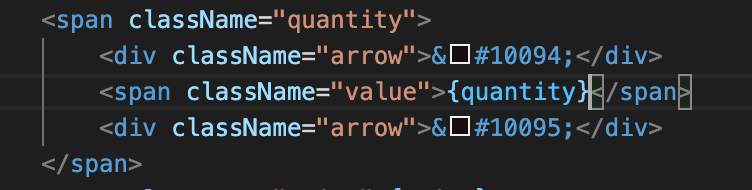 <span className="quantity">
<div className="arrow">&#10094;</div>
<span className="value">{quantity}</span>
<div className="arrow">&#10095;</div>
</span>